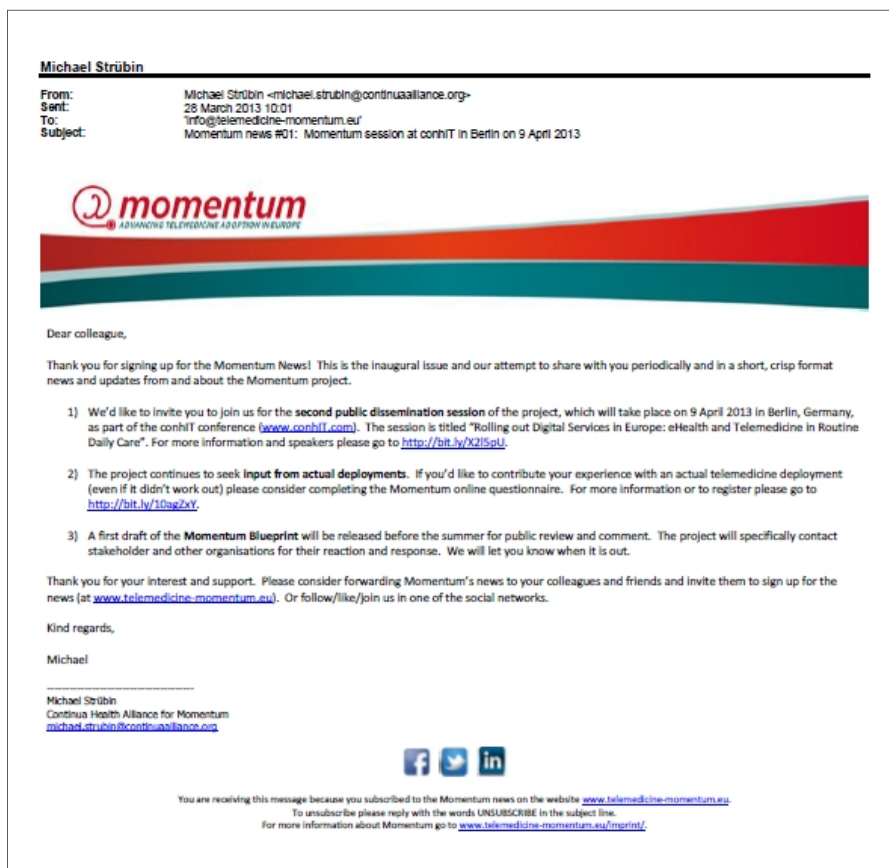 Michael Strübin
From: Michael Strübin <michael.strubin@continuaalliance.org>
Sent: 28 March 2013 10:01
To: 'info@telemedicine-momentum.eu'
Subject: Momentum news #01: Momentum session at conhIT in Berlin on 9 April 2013
momentum
ADVANCING TELEMEDICINE ADOPTION IN EUROPE
Dear colleague,
Thank you for signing up for the Momentum News! This is the inaugural issue and our attempt to share with you periodically and in a short, crisp format
news and updates from and about the Momentum project.
1) We'd like to invite you to join us for the second public dissemination session of the project, which will take place on 9 April 2013 in Berlin, Germany,
as part of the conhIT conference (www.conhIT.com). The session is titled "Rolling out Digital Services in Europe: eHealth and Telemedicine in Routine
Daily Care". For more information and speakers please go to http://bit.ly/X2l5pU.
2) The project continues to seek input from actual deployments. If you'd like to contribute your experience with an actual telemedicine deployment
(even if it didn't work out) please consider completing the Momentum online questionnaire. For more information or to register please go to
http://bit.ly/10agZxY.
3) A first draft of the Momentum Blueprint will be released before the summer for public review and comment. The project will specifically contact
stakeholder and other organisations for their reaction and response. We will let you know when it is out.
Thank you for your interest and support. Please consider forwarding Momentum's news to your colleagues and friends and invite them to sign up for the
news (at www.telemedicine-momentum.eu). Or follow/like/join us in one of the social networks.
Kind regards,
Michael
------------------------------------------------
Michael Strübin
Continua Health Alliance for Momentum
michael.strubin@continuaalliance.org
f in
You are receiving this message because you subscribed to the Momentum news on the website www.telemedicine-momentum.eu.
To unsubscribe please reply with the words UNSUBSCRIBE in the subject line.
For more information about Momentum go to www.telemedicine-momentum.eu/imprint/.